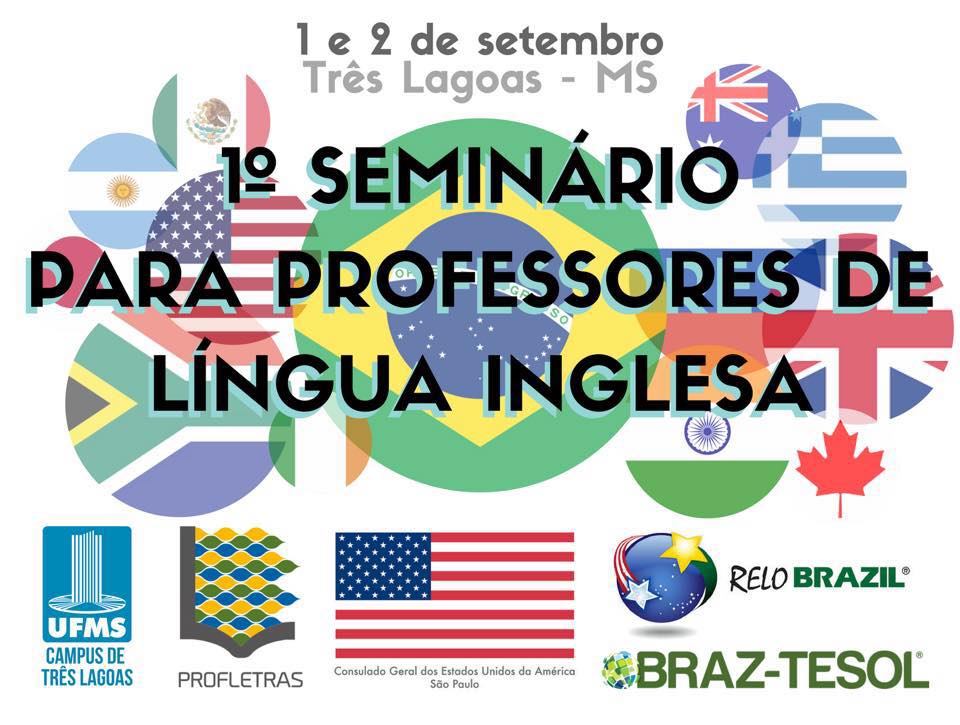 1 e 2 de setembro
Três Lagoas - MS
1º SEMINÁRIO
PARA PROFESSORES DE
LÍNGUA INGLESA
UFMS
CAMPUS DE
TRÊS LAGOAS
PROFLETRAS
Consulado Geral dos Estados Unidos da América
São Paulo
RELO BRAZIL®
BRAZ-TESOL®